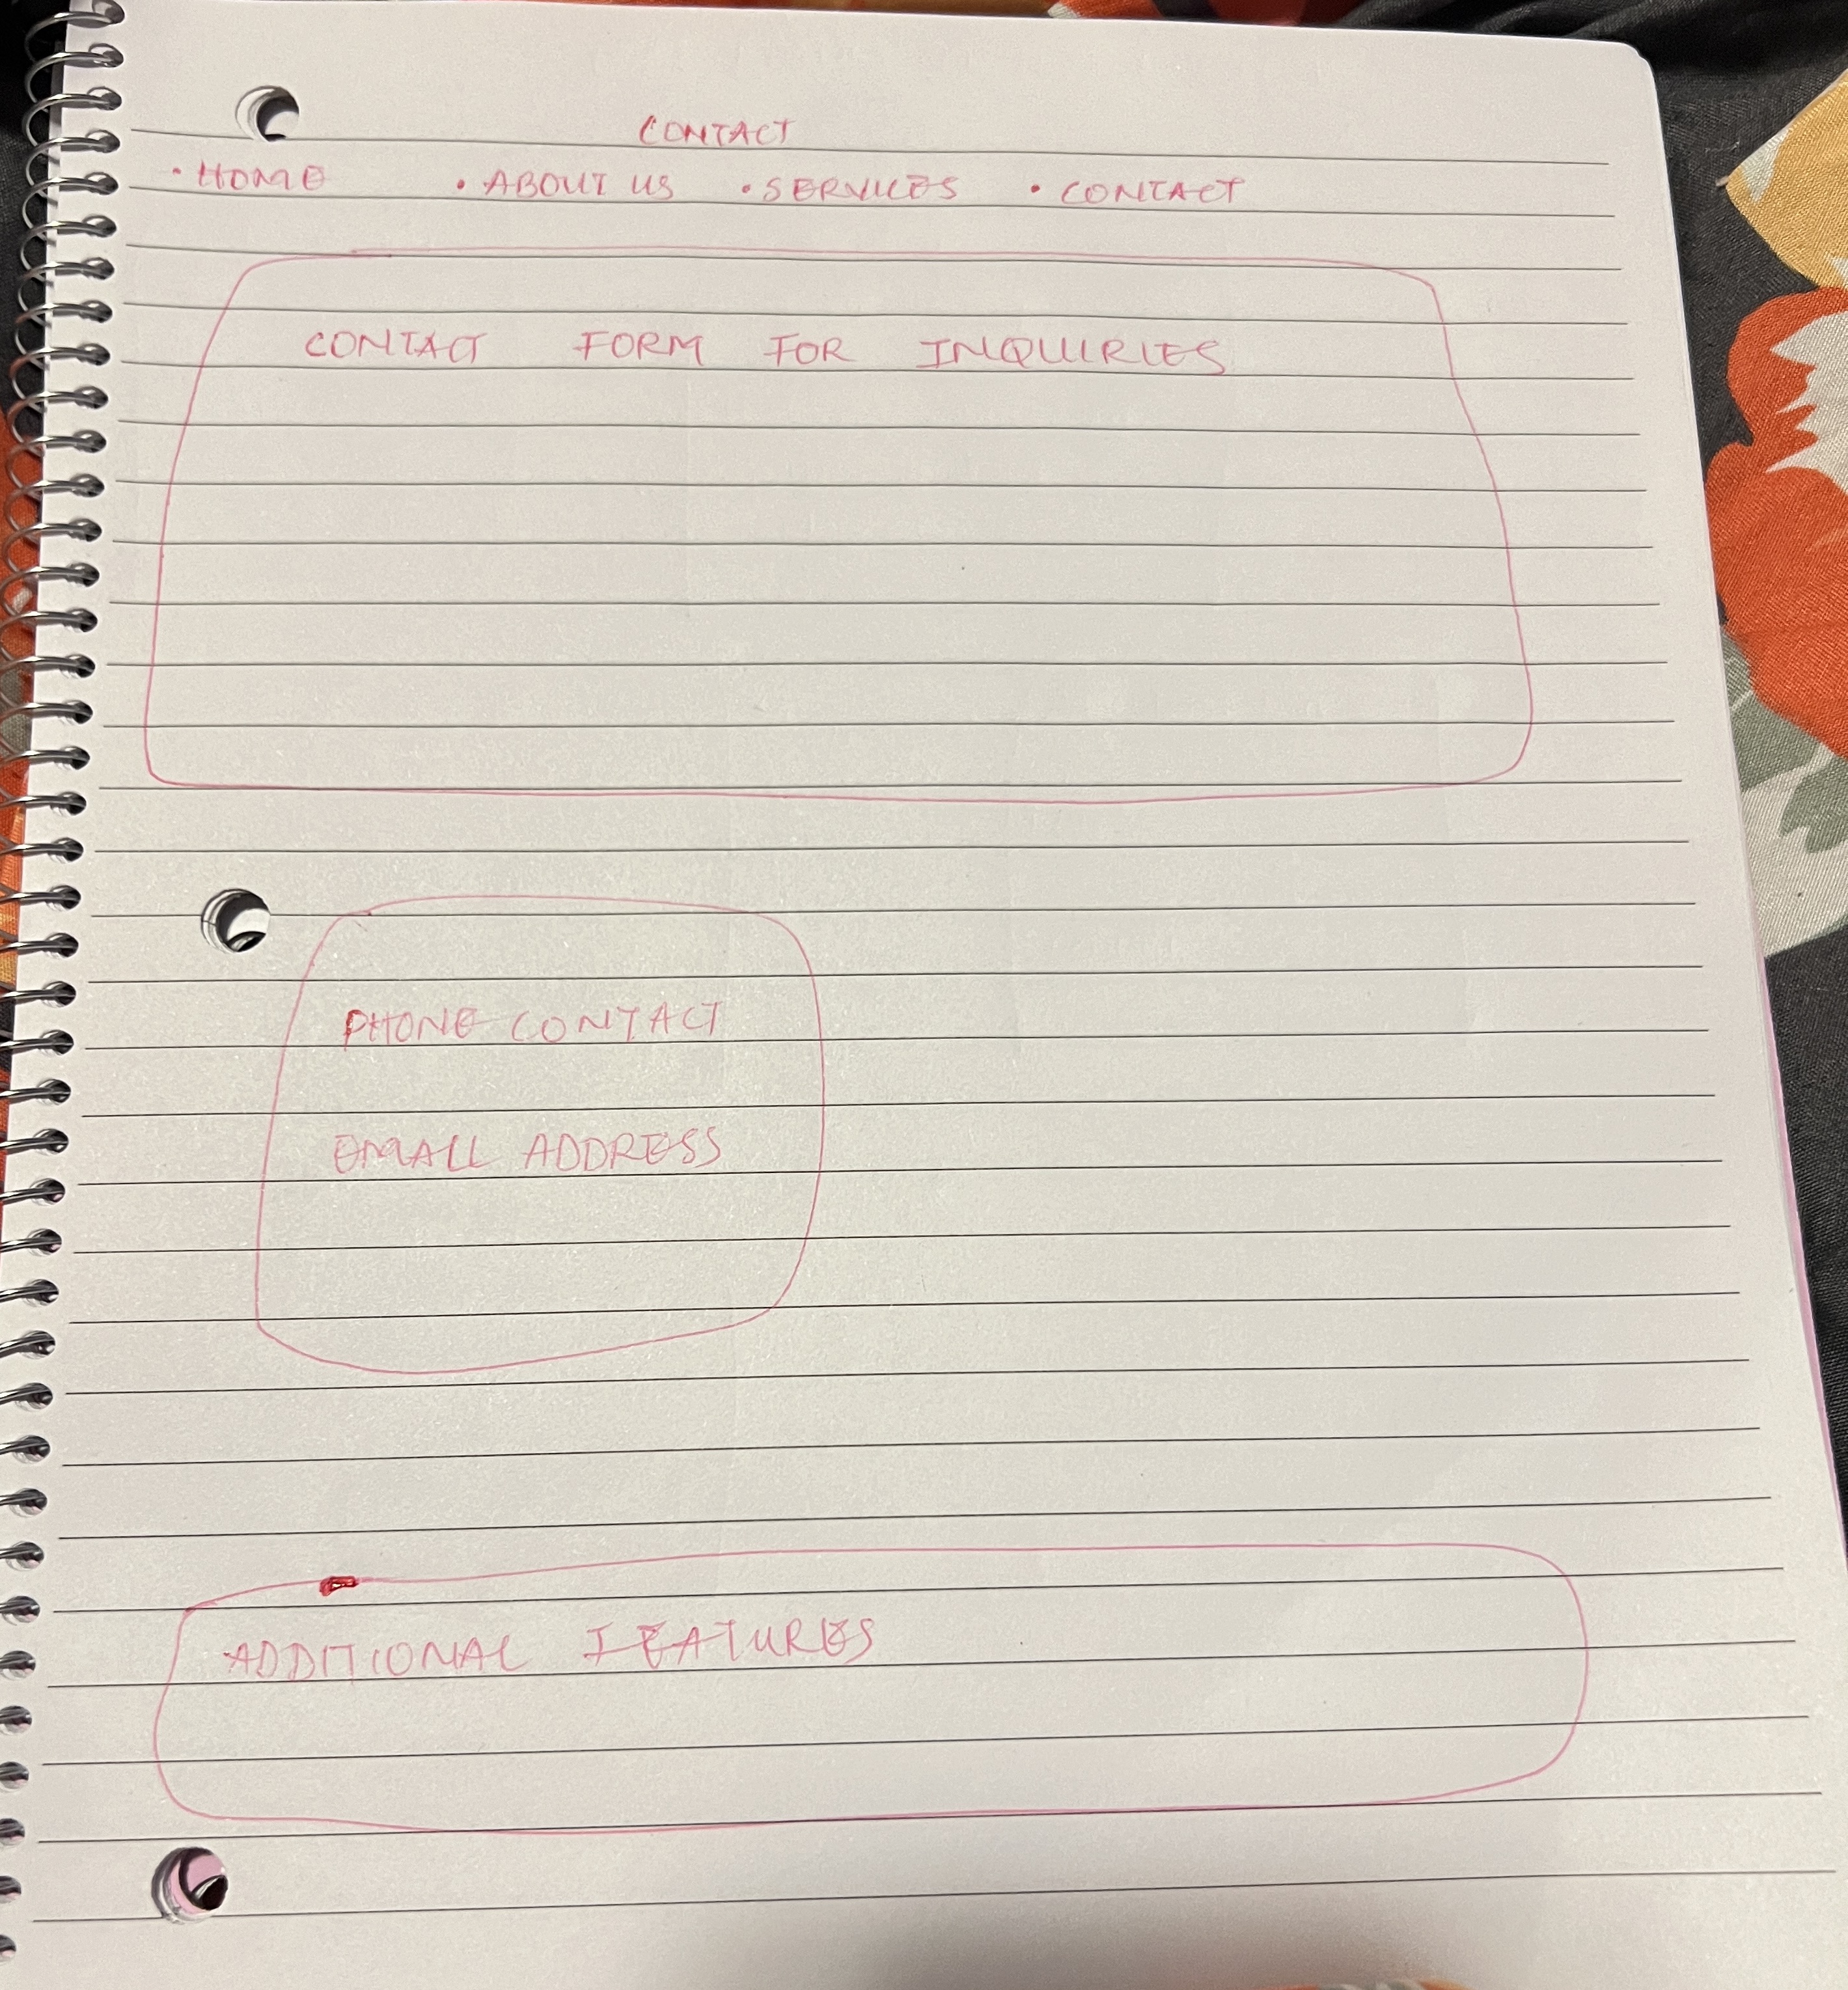 CONTACT
• HOME • ABOUT US • SERVICES • CONTACT
CONTACT FORM FOR INQUIRIES
PHONE CONTACT
EMAIL ADDRESS
ADDITIONAL FEATURES